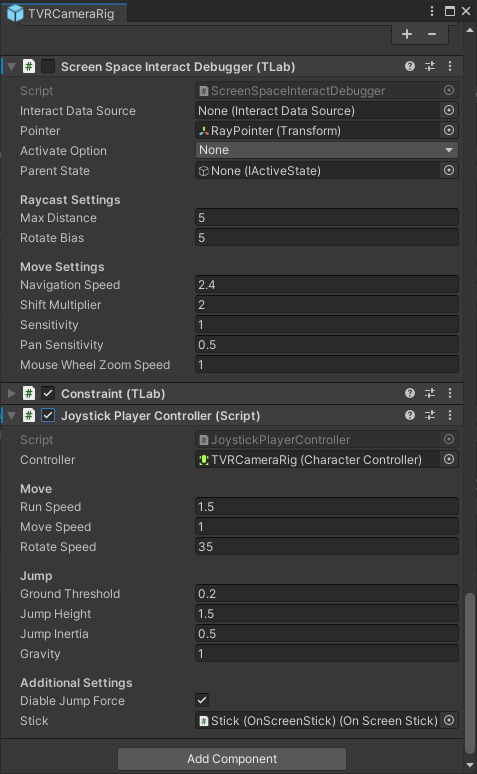 TVRCameraRig
Screen Space Interact Debugger (TLab)
Script ScreenSpaceInteractDebugger
Interact Data Source None (Interact Data Source)
Pointer RayPointer (Transform)
Activate Option None
Parent State None (IActiveState)
Raycast Settings
Max Distance 5
Rotate Bias 5
Move Settings
Navigation Speed 2.4
Shift Multiplier 2
Sensitivity 1
Pan Sensitivity 0.5
Mouse Wheel Zoom Speed 1
Constraint (TLab)
Joystick Player Controller (Script)
Script JoystickPlayerController
Controller TVRCameraRig (Character Controller)
Move
Run Speed 1.5
Move Speed 1
Rotate Speed 35
Jump
Ground Threshold 0.2
Jump Height 1.5
Jump Inertia 0.5
Gravity 1
Additional Settings
Diable Jump Force
Stick Stick (OnScreenStick) (On Screen Stick)
Add Component